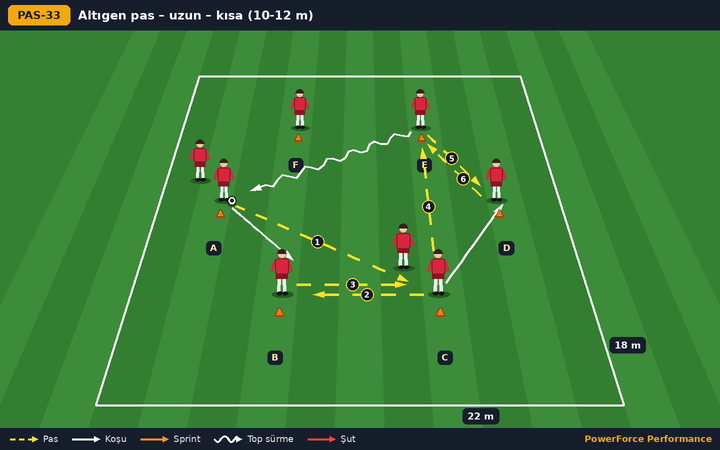 PAS-33 Altıgen pas – uzun – kısa (10-12 m)
F
E
5
6
4
A
1
D
3
2
18 m
B
C
22 m
Pas Koşu Sprint Top sürme Şut PowerForce Performance